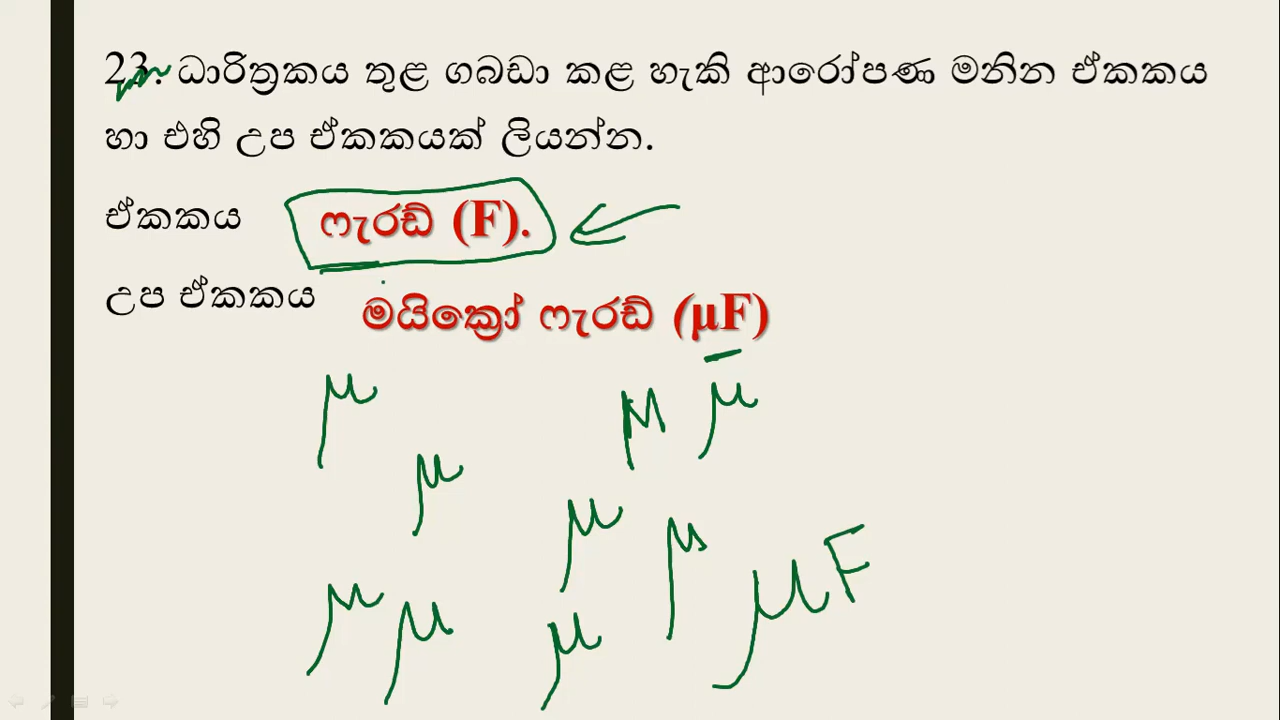 23. ධාරිත්‍රකය තුළ ගබඩා කළ හැකි ආරෝපණ මනින ඒකකය
හා එහි උප ඒකකයක් ලියන්න.
ඒකකය ෆැරඩ් (F).
උප ඒකකය මයික්‍රෝ ෆැරඩ් (μF)
μ M μ
μ
μ μ
μF
μ μ μ